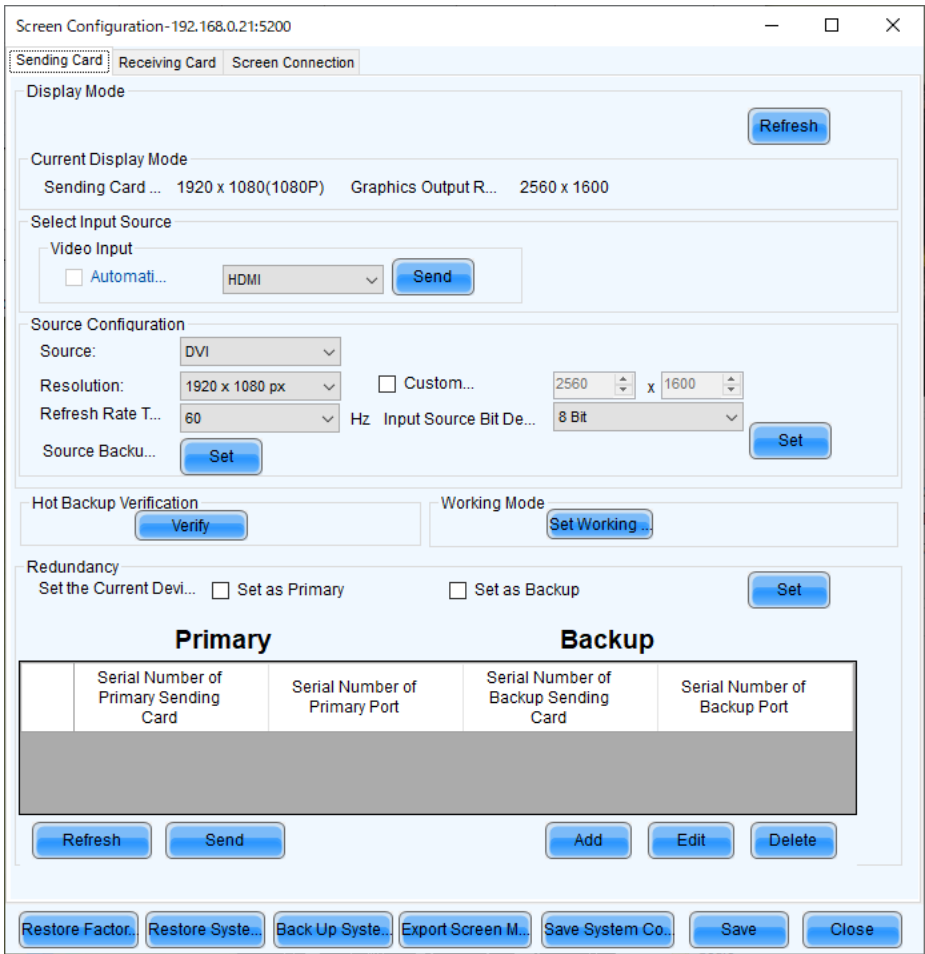 Screen Configuration-192.168.0.21:5200
Sending Card Receiving Card Screen Connection
Display Mode
Refresh
Current Display Mode
Sending Card ... 1920 x 1080(1080P) Graphics Output R... 2560 x 1600
Select Input Source
Video Input
Automati... HDMI Send
Source Configuration
Source: DVI
Resolution: 1920 x 1080 px Custom... 2560 x 1600
Refresh Rate T... 60 Hz Input Source Bit De... 8 Bit
Set
Source Backu... Set
Hot Backup Verification Working Mode
Verify Set Working ...
Redundancy
Set the Current Devi... Set as Primary Set as Backup Set
Primary Backup
Serial Number of
Primary Sending
Card
Serial Number of
Primary Port
Serial Number of
Backup Sending
Card
Serial Number of
Backup Port
Refresh Send Add Edit Delete
Restore Factor... Restore Syste... Back Up Syste... Export Screen M... Save System Co... Save Close